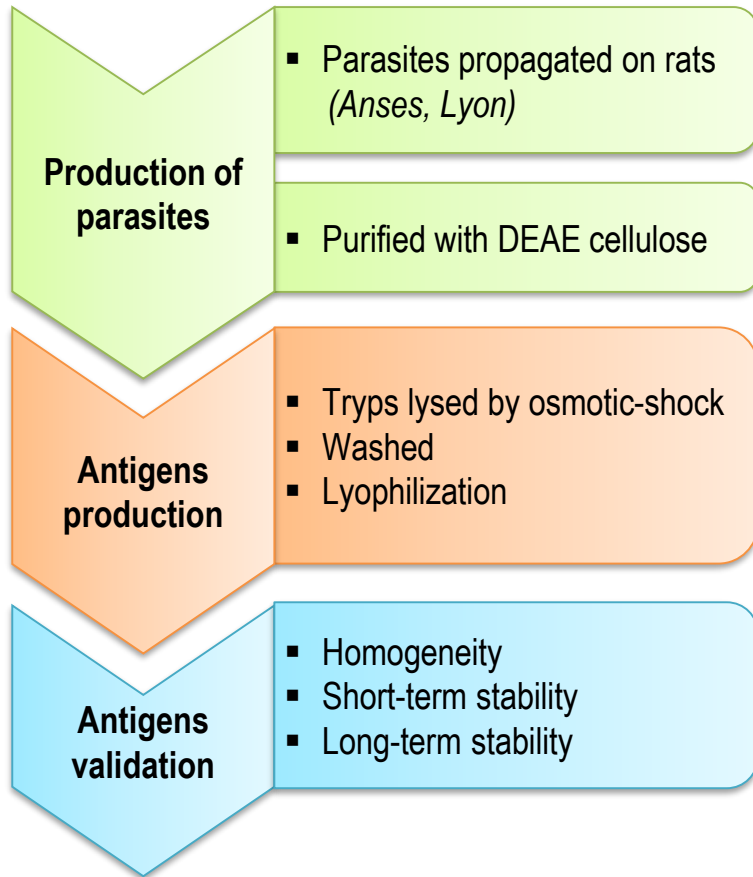 Production of
parasites
▪ Parasites propagated on rats
(Anses, Lyon)
▪ Purified with DEAE cellulose
Antigens
production
▪ Tryps lysed by osmotic-shock
▪ Washed
▪ Lyophilization
Antigens
validation
▪ Homogeneity
▪ Short-term stability
▪ Long-term stability